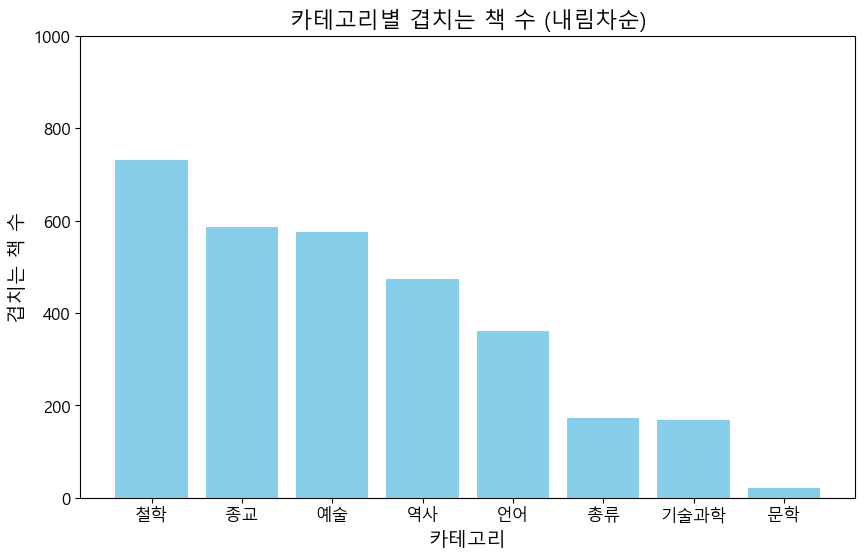 카테고리별 겹치는 책 수 (내림차순)
1000
800
600
400
200
0
겹치는 책 수
철학 종교 예술 역사 언어 종류 기술과학 문학
카테고리